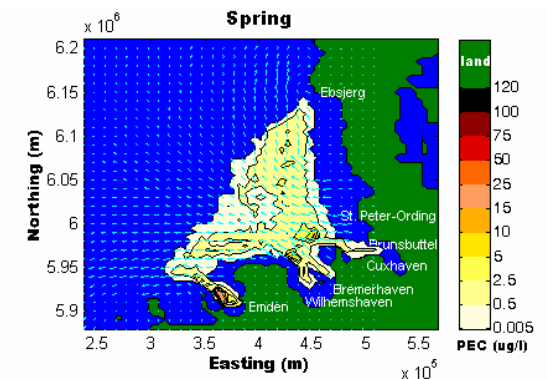 Spring
x 10^6
6.2
6.15
6.1
6.05
6
5.95
5.9
Northing (m)
Ebsjerg
St. Peter-Ording
Brunsbuttel
Cuxhaven
Bremerhaven
Wilhemshaven
Emden
2.5 3 3.5 4 4.5 5 5.5
Easting (m)
x 10^5
land
120
100
75
50
25
15
10
5
2.5
0.5
0.005
PEC (ug/l)